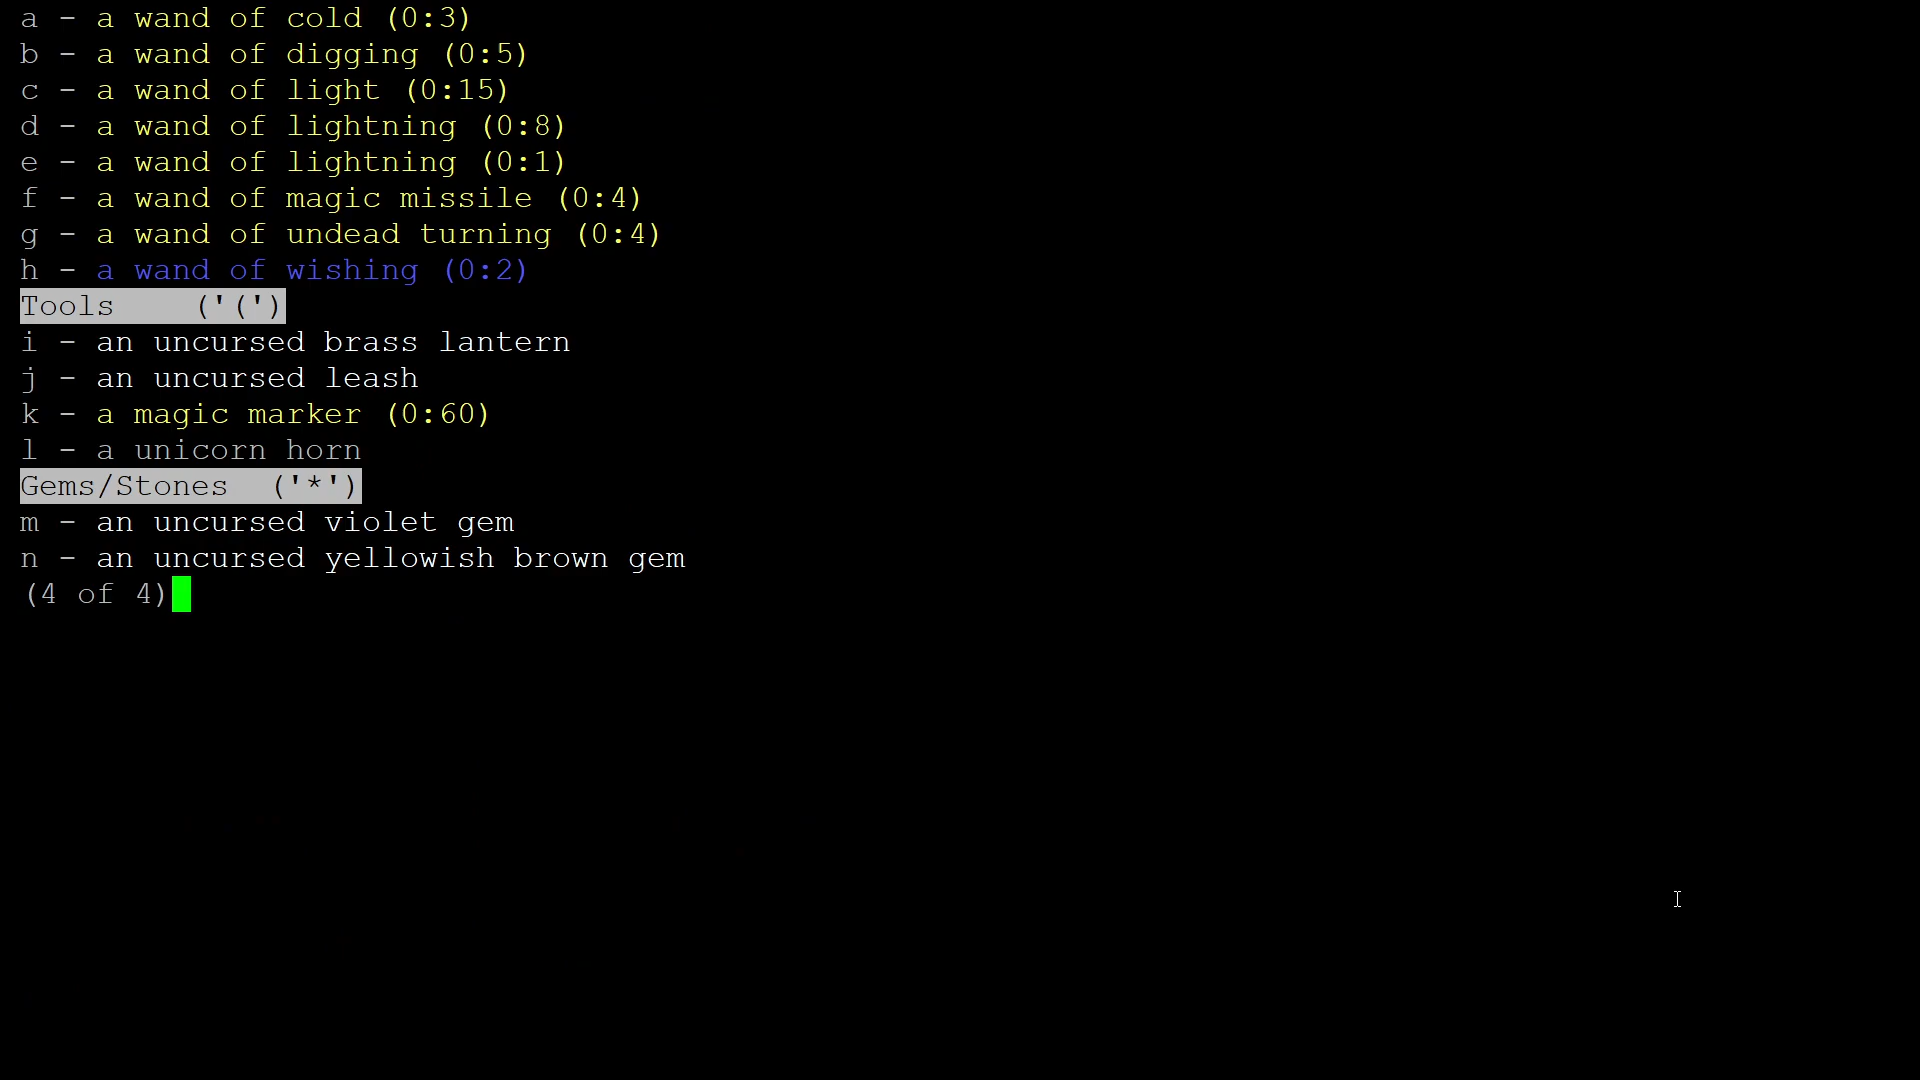 a - a wand of cold (0:3)
b - a wand of digging (0:5)
c - a wand of light (0:15)
d - a wand of lightning (0:8)
e - a wand of lightning (0:1)
f - a wand of magic missile (0:4)
g - a wand of undead turning (0:4)
h - a wand of wishing (0:2)
Tools    ('(')
i - an uncursed brass lantern
j - an uncursed leash
k - a magic marker (0:60)
l - a unicorn horn
Gems/Stones  ('*')
m - an uncursed violet gem
n - an uncursed yellowish brown gem
(4 of 4)